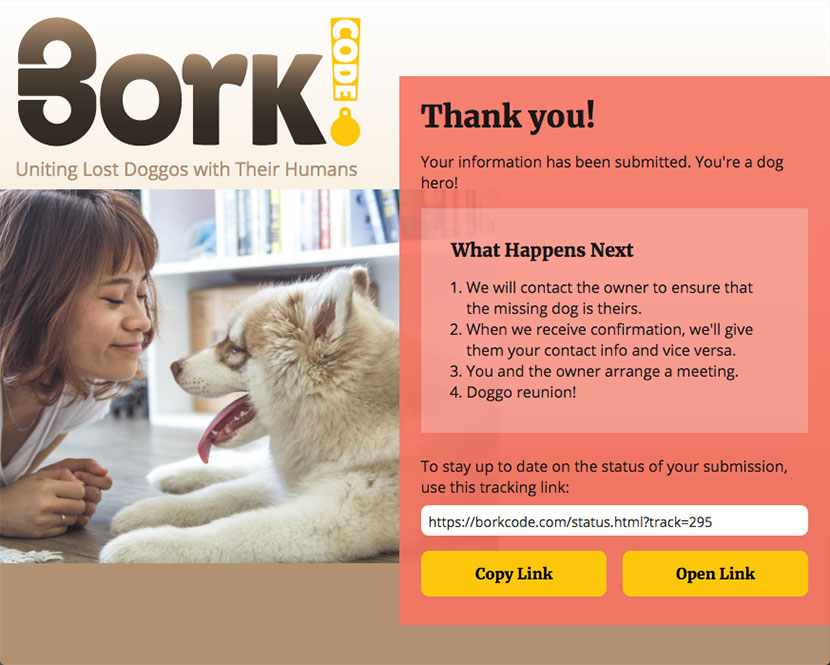 Bork
CODE
Uniting Lost Doggos with Their Humans
Thank you!
Your information has been submitted. You're a dog
hero!
What Happens Next
1. We will contact the owner to ensure that
the missing dog is theirs.
2. When we receive confirmation, we'll give
them your contact info and vice versa.
3. You and the owner arrange a meeting.
4. Doggo reunion!
To stay up to date on the status of your submission,
use this tracking link:
https://borkcode.com/status.html?track=295
Copy Link
Open Link